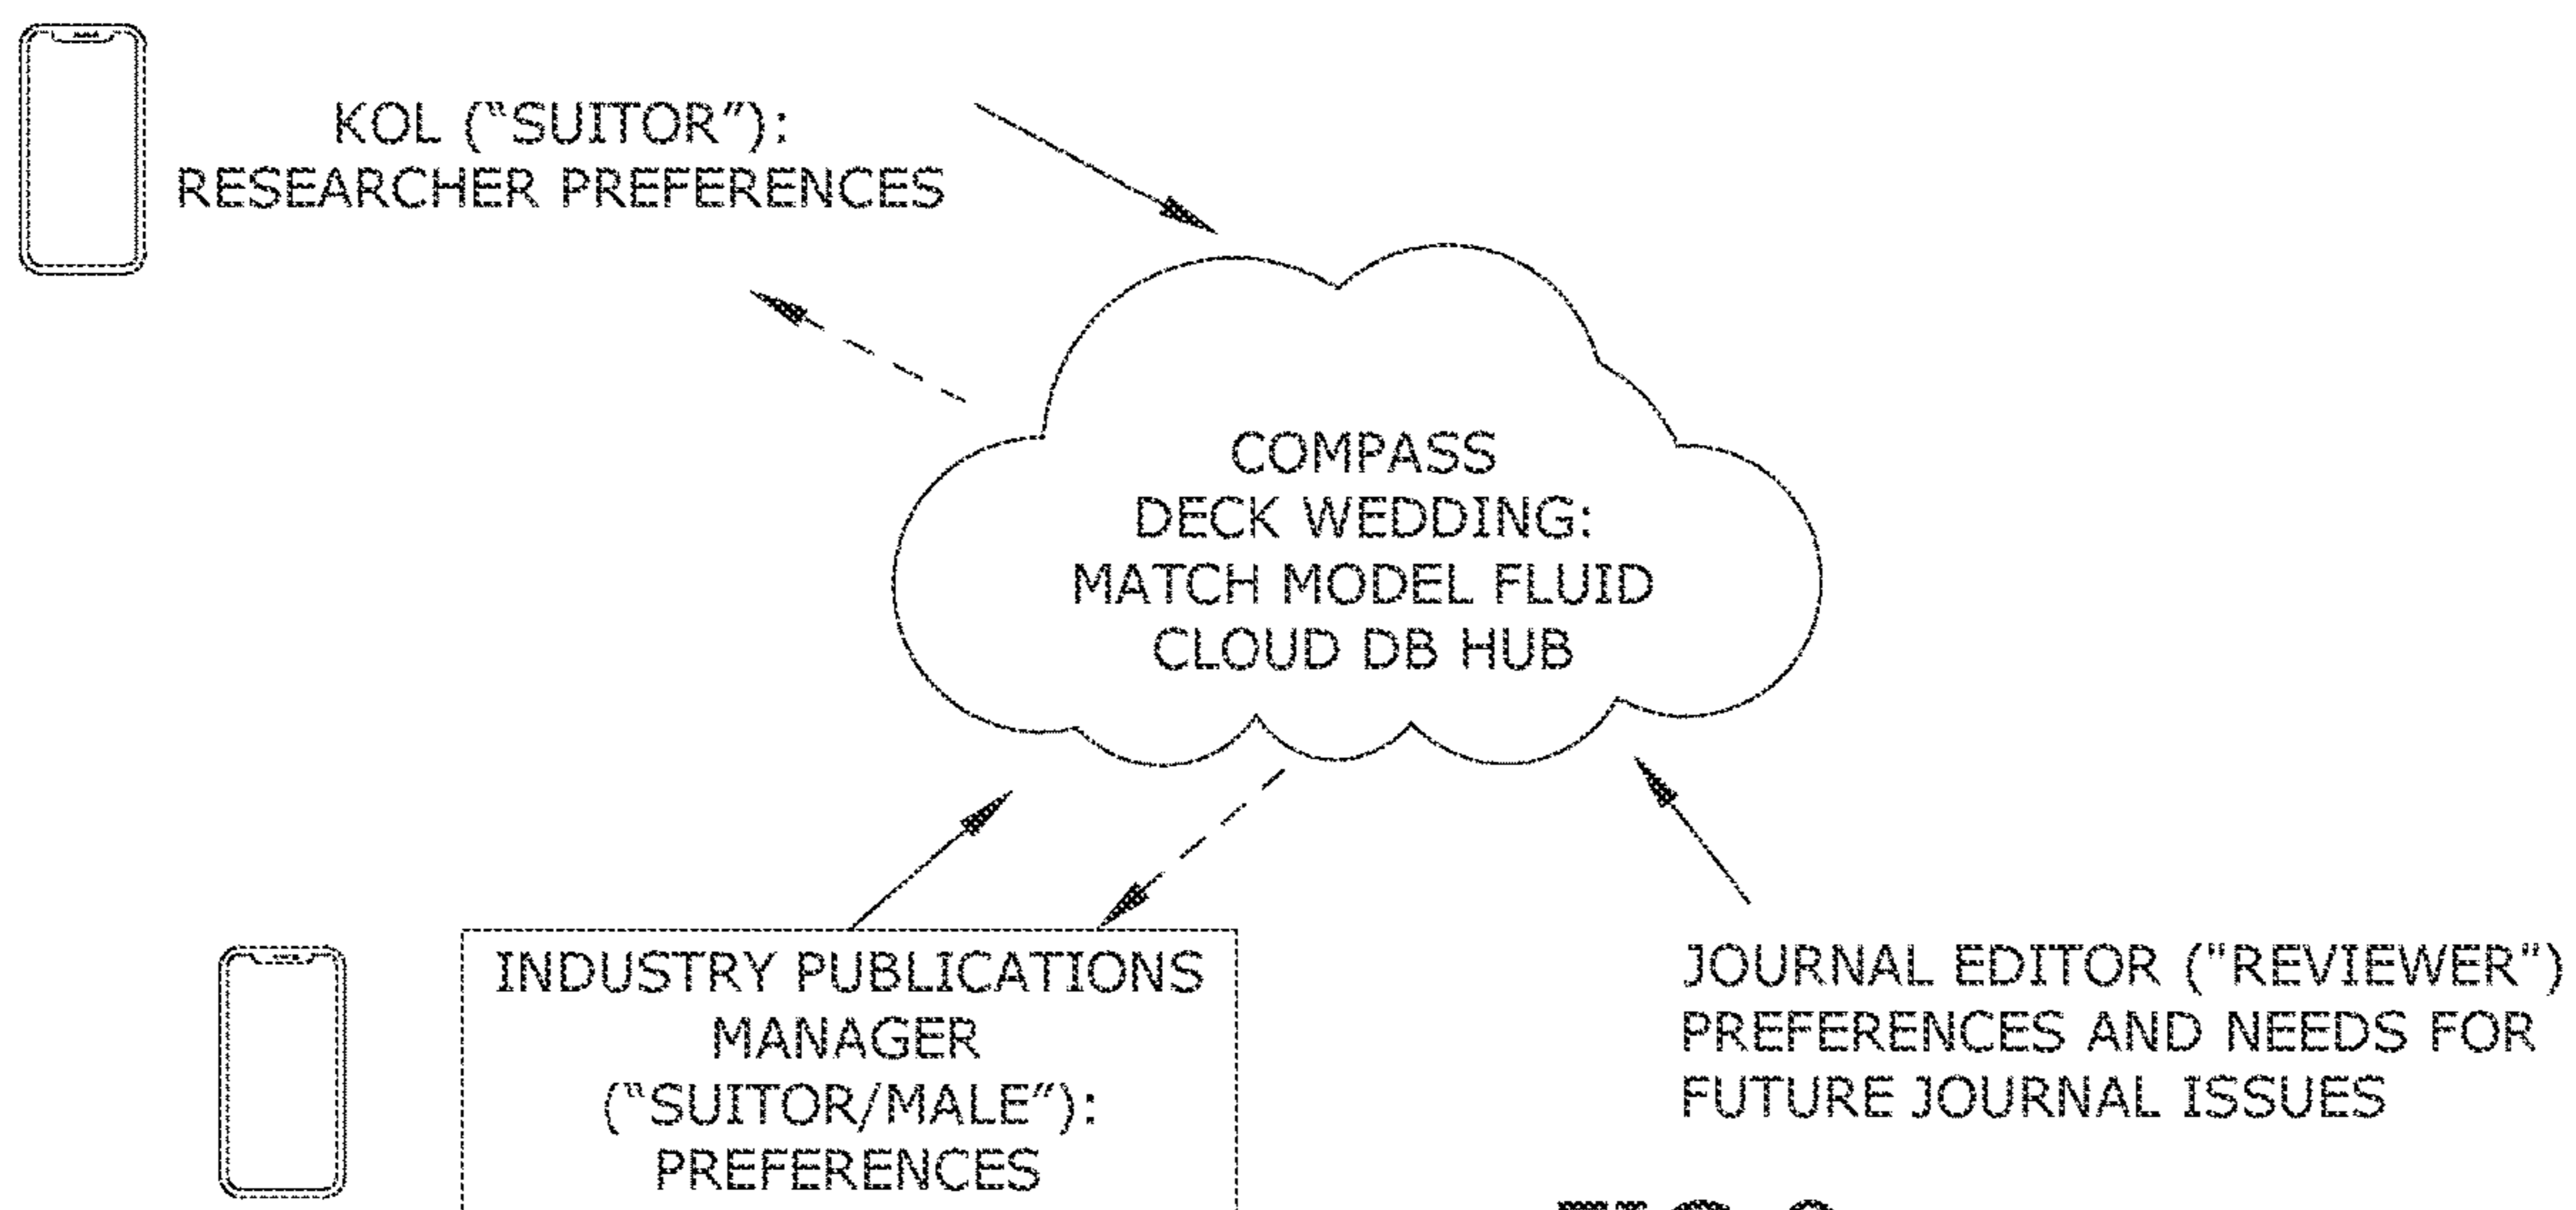 KOL (“SUITOR”):
RESEARCHER PREFERENCES
COMPASS
DECK WEDDING:
MATCH MODEL FLUID
CLOUD DB HUB
INDUSTRY PUBLICATIONS
MANAGER
(“SUITOR/MALE”):
PREFERENCES
JOURNAL EDITOR ("REVIEWER")
PREFERENCES AND NEEDS FOR
FUTURE JOURNAL ISSUES